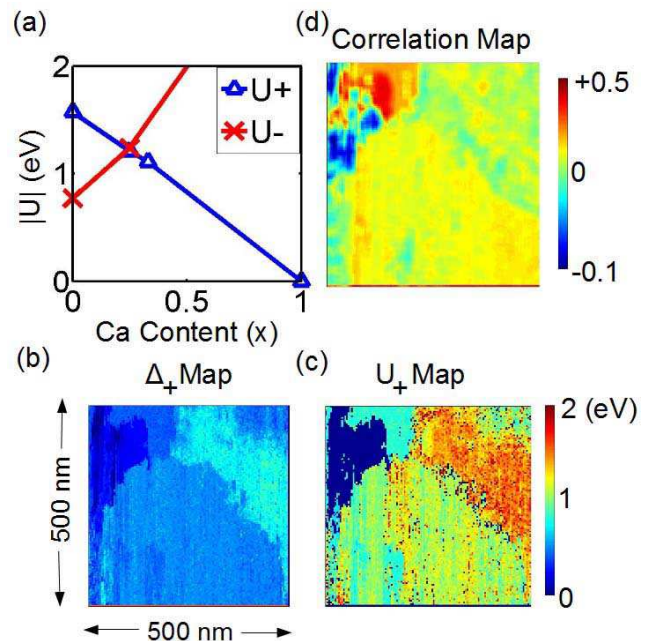 (a)
2
1
0
|U| (eV)
U+
U-
0
0.5
1
Ca Content (x)
(d)
Correlation Map
+0.5
0
-0.1
(b)
Δ₊ Map
500 nm
500 nm
(c)
U₊ Map
2 (eV)
1
0